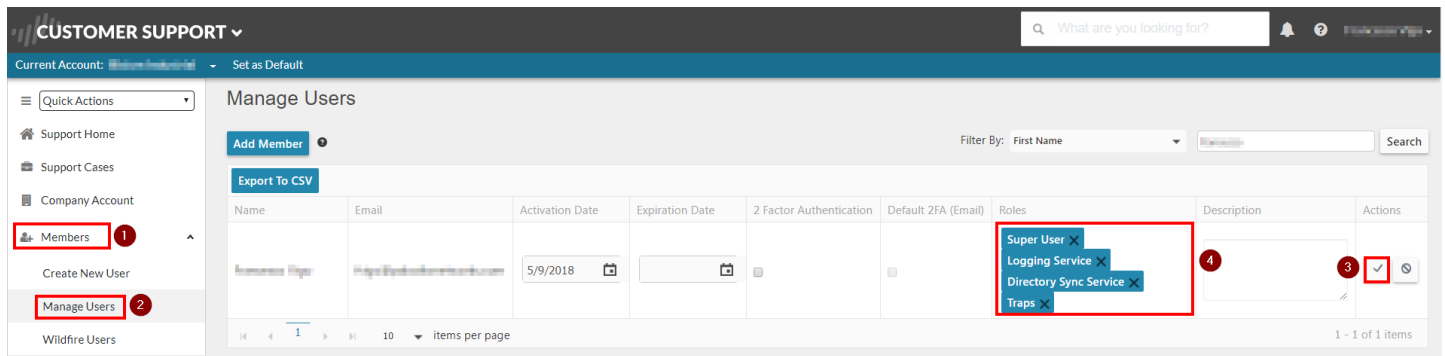 CUSTOMER SUPPORT
What are you looking for?
Current Account:
Set as Default
Quick Actions
Support Home
Support Cases
Company Account
Members
1
Create New User
Manage Users
2
Wildfire Users
Manage Users
Add Member
Filter By: First Name
Search
Export To CSV
Name Email Activation Date Expiration Date 2 Factor Authentication Default 2FA (Email) Roles Description Actions
5/9/2018
Super User
Logging Service
Directory Sync Service
Traps
4
3
1 10 items per page
1 - 1 of 1 items